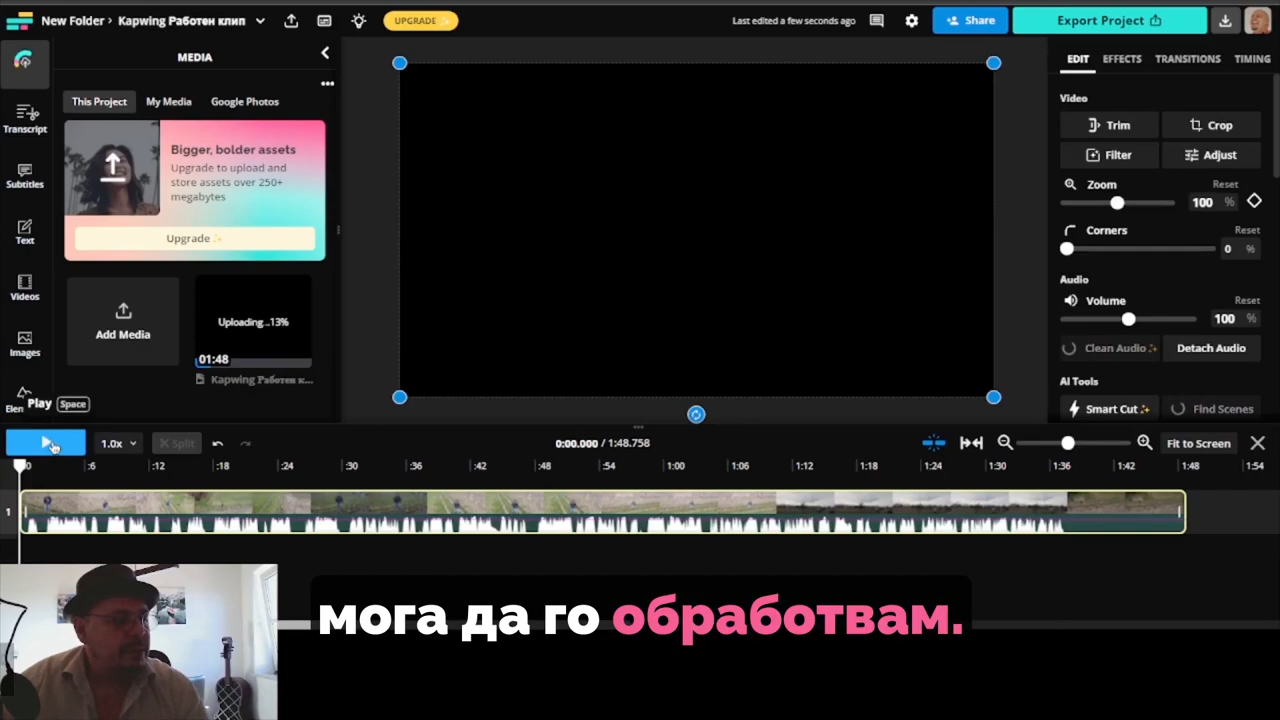 New Folder › Kapwing Работен клип
UPGRADE ✨
Last edited a few seconds ago
Share
Export Project
MEDIA
This Project
My Media
Google Photos
Bigger, bolder assets
Upgrade to upload and
store assets over 250+
megabytes
Upgrade ✨
Add Media
Uploading...13%
01:48
Kapwing Работен к...
Transcript
Subtitles
Text
Videos
Images
Elen
Play Space
EDIT EFFECTS TRANSITIONS TIMING
Video
Trim
Crop
Filter
Adjust
Zoom Reset
100 %
Corners Reset
0 %
Audio
Volume Reset
100 %
Clean Audio ✨
Detach Audio
AI Tools
Smart Cut ✨
Find Scenes
1.0x
Split
0:00.000 / 1:48.758
Fit to Screen
0 :6 :12 :18 :24 :30 :36 :42 :48 :54 1:00 1:06 1:12 1:18 1:24 1:30 1:36 1:42 1:48 1:54
1
мога да го обработвам.